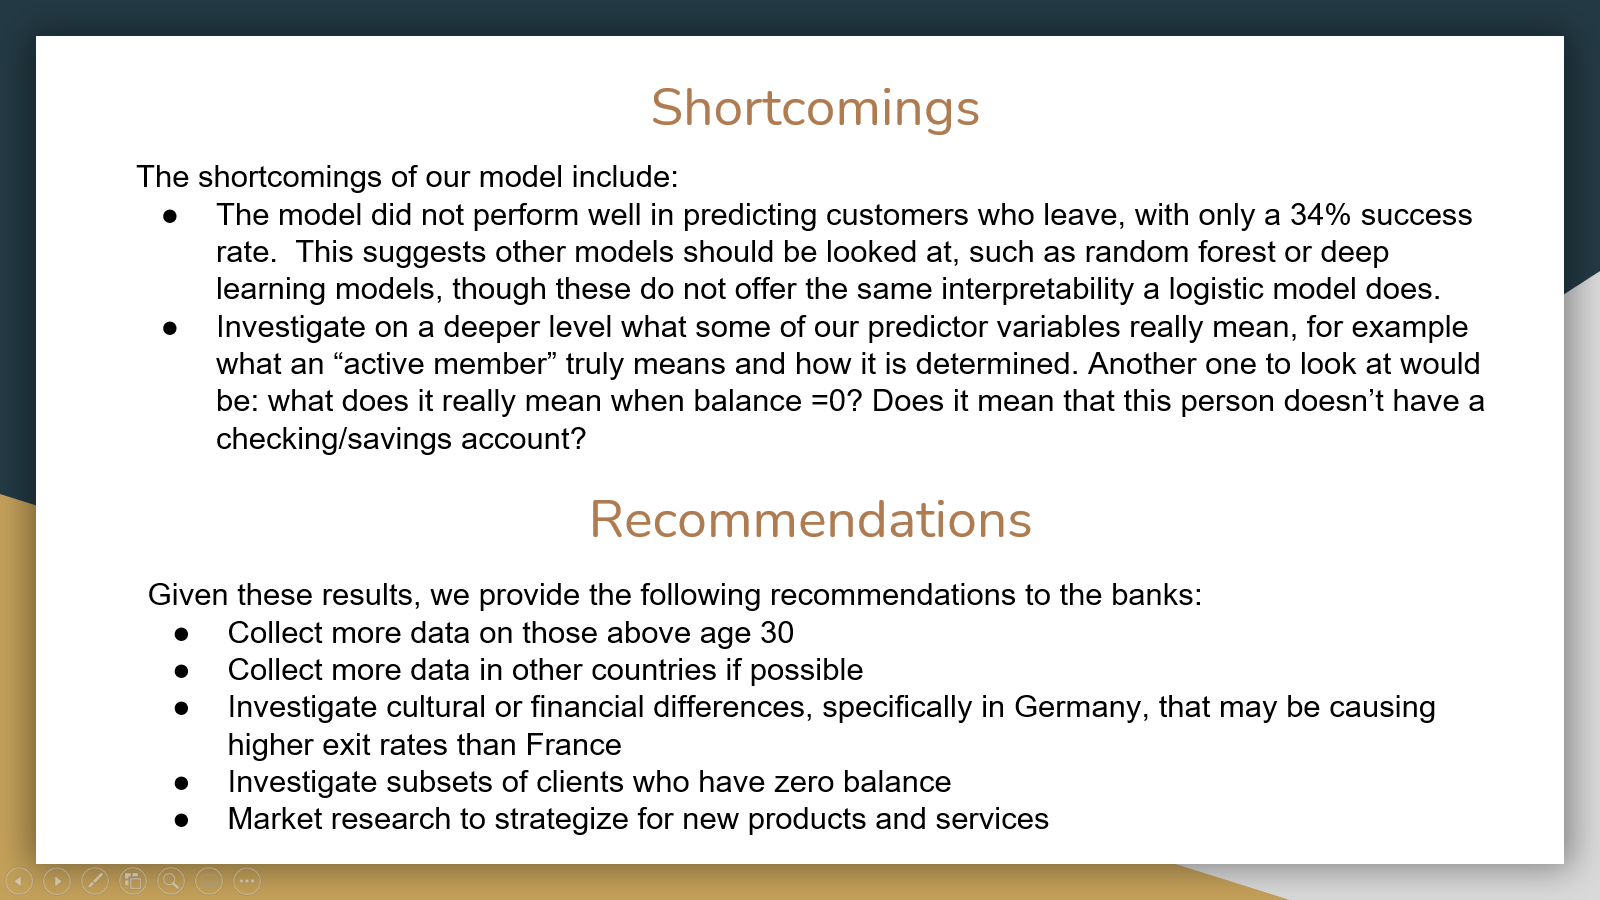 Shortcomings
The shortcomings of our model include:
● The model did not perform well in predicting customers who leave, with only a 34% success
rate.  This suggests other models should be looked at, such as random forest or deep
learning models, though these do not offer the same interpretability a logistic model does.
● Investigate on a deeper level what some of our predictor variables really mean, for example
what an “active member” truly means and how it is determined. Another one to look at would
be: what does it really mean when balance =0? Does it mean that this person doesn’t have a
checking/savings account?
Recommendations
Given these results, we provide the following recommendations to the banks:
● Collect more data on those above age 30
● Collect more data in other countries if possible
● Investigate cultural or financial differences, specifically in Germany, that may be causing
higher exit rates than France
● Investigate subsets of clients who have zero balance
● Market research to strategize for new products and services